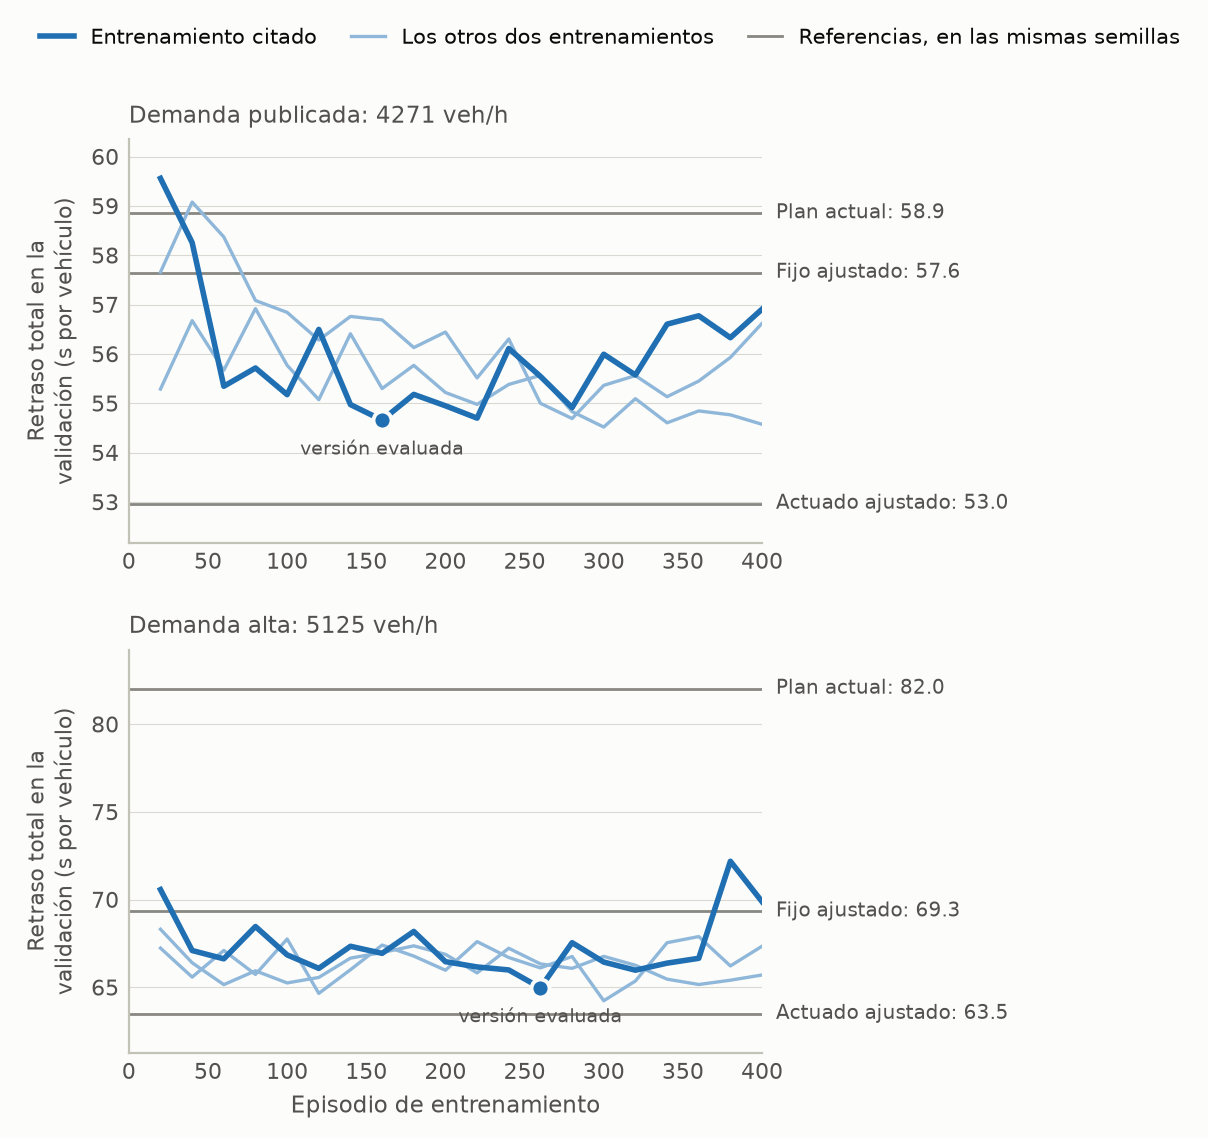 Entrenamiento citado
Los otros dos entrenamientos
Referencias, en las mismas semillas
Demanda publicada: 4271 veh/h
Retraso total en la
validación (s por vehículo)
60
59
58
57
56
55
54
53
Plan actual: 58.9
Fijo ajustado: 57.6
versión evaluada
Actuado ajustado: 53.0
0 50 100 150 200 250 300 350 400
Demanda alta: 5125 veh/h
Retraso total en la
validación (s por vehículo)
80
75
70
65
Plan actual: 82.0
Fijo ajustado: 69.3
Actuado ajustado: 63.5
versión evaluada
0 50 100 150 200 250 300 350 400
Episodio de entrenamiento